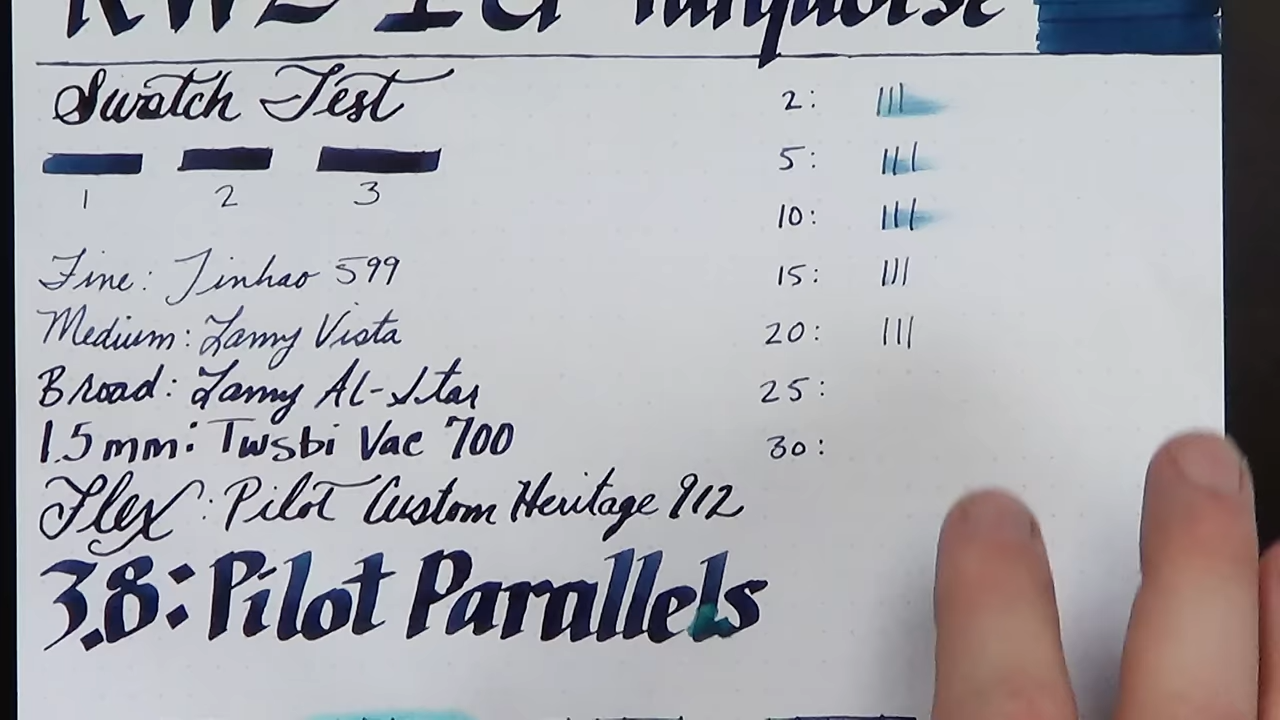 Turquoise
Swatch Test
1 2 3
2:
5:
10:
15:
20:
25:
30:
Fine: Jinhao 599
Medium: Lamy Vista
Broad: Lamy Al-Star
1.5mm: Twsbi Vac 700
Flex: Pilot Custom Heritage 912
3.8: Pilot Parallels